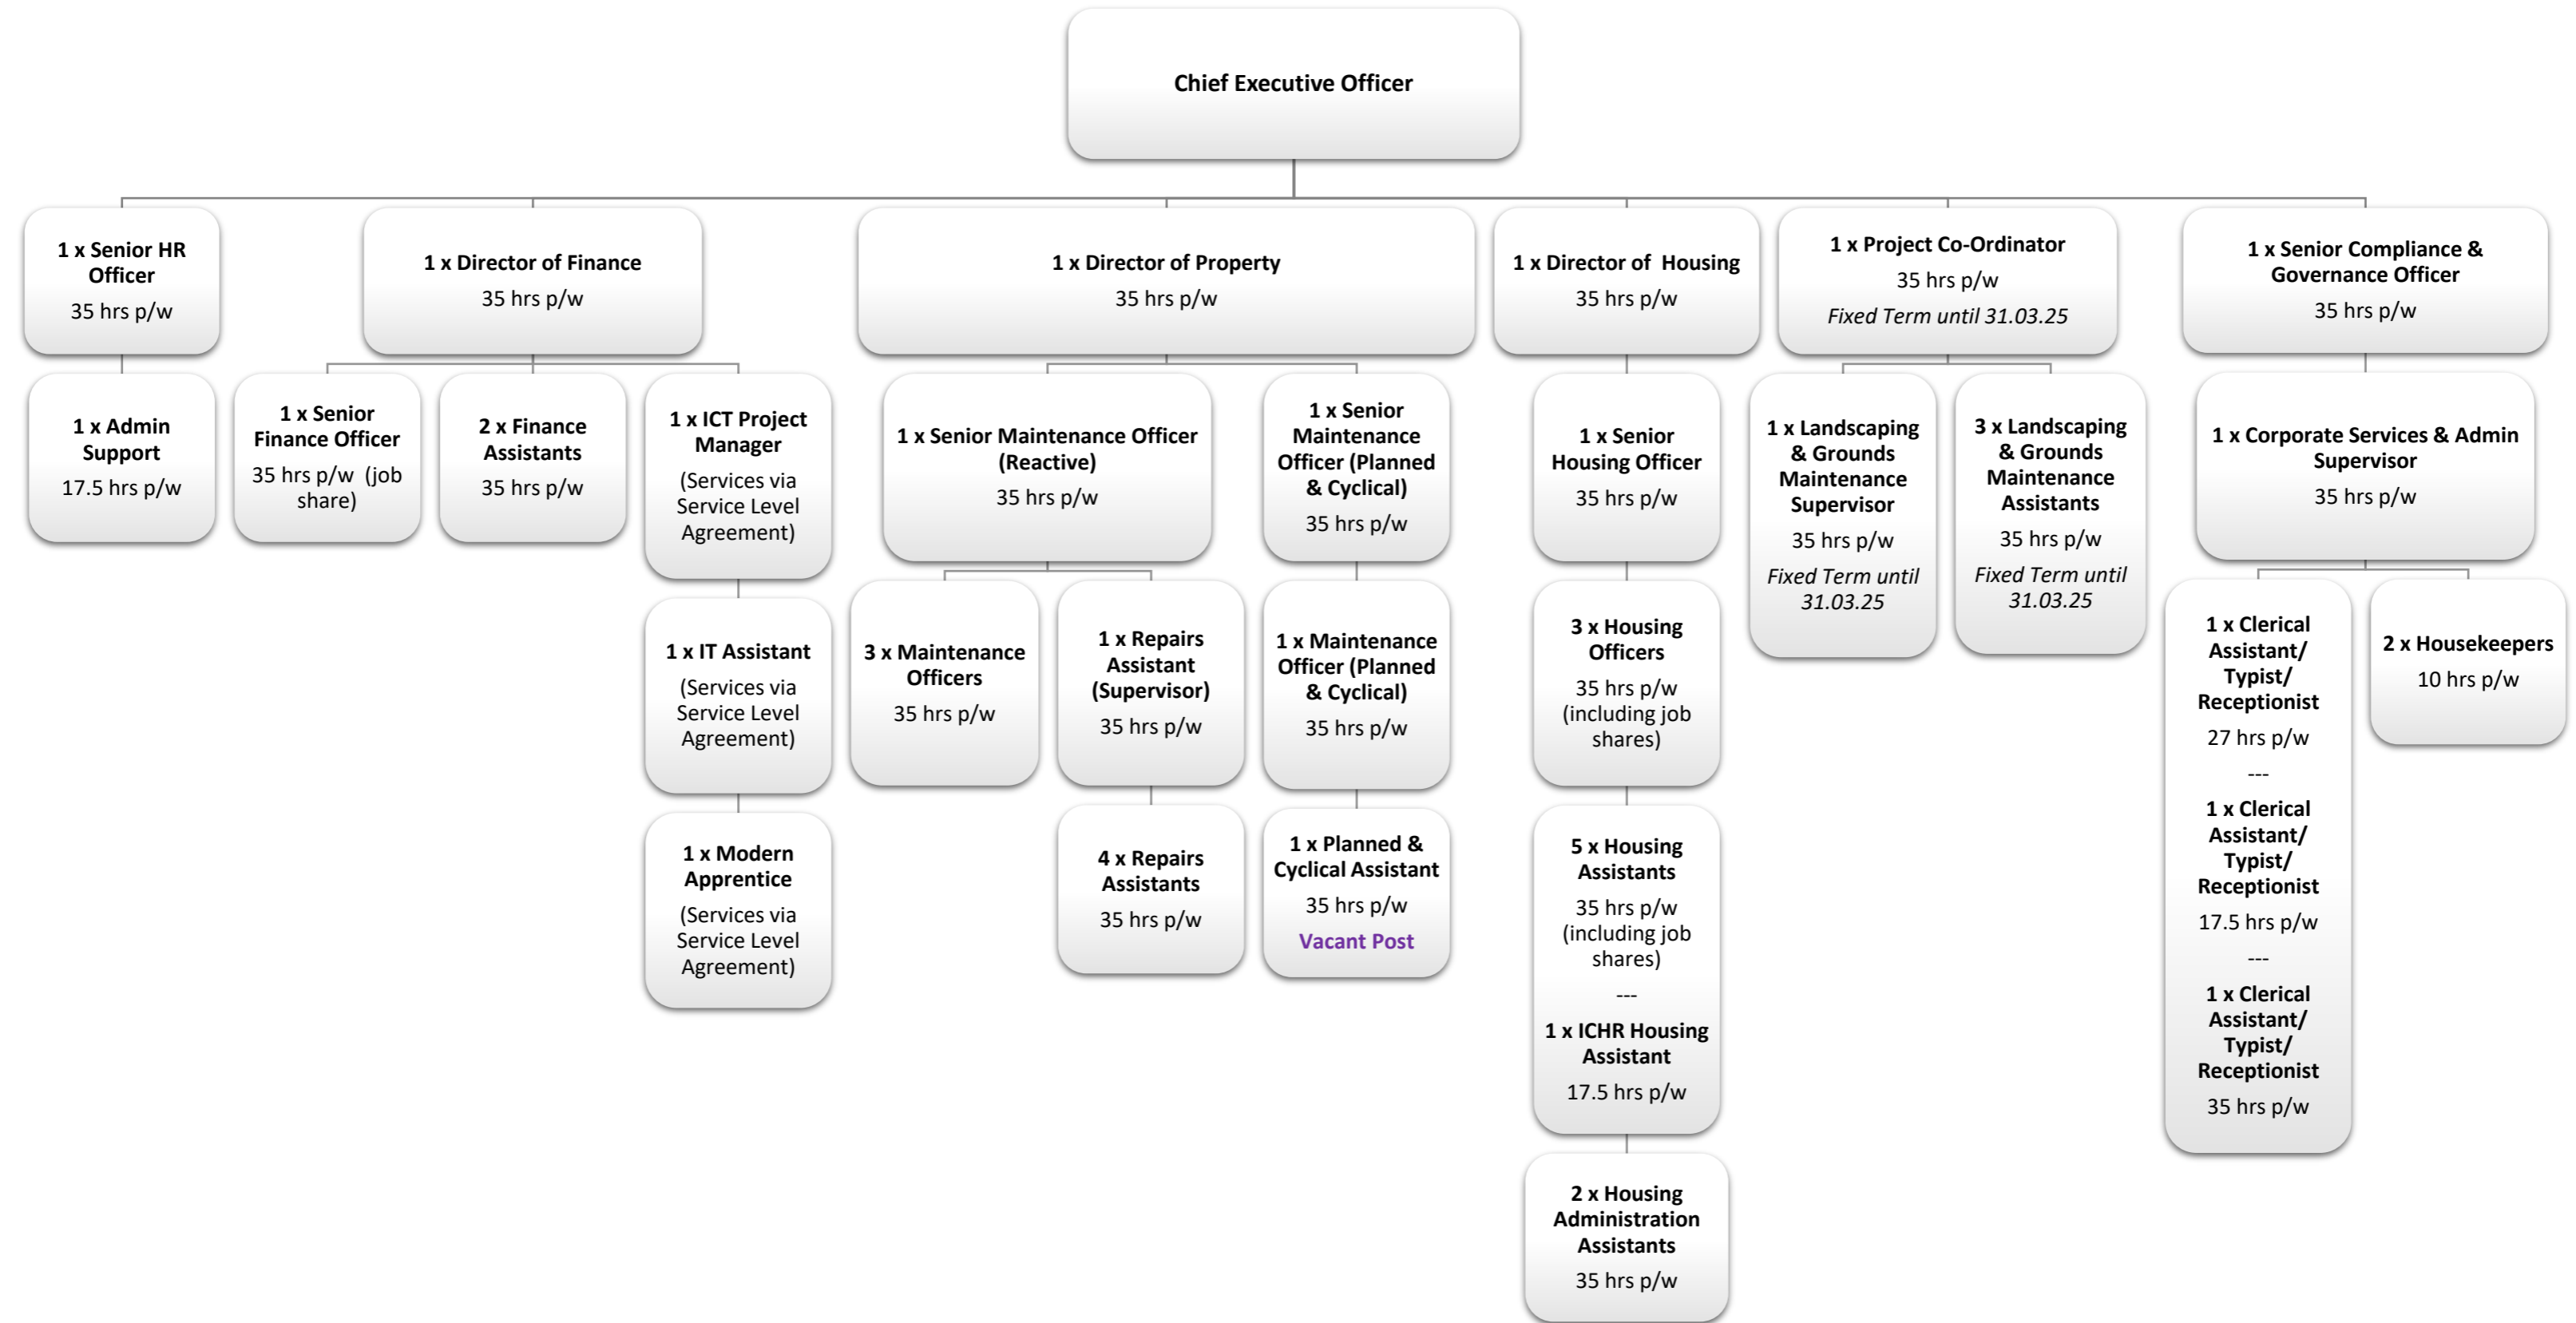 Chief Executive Officer
1 x Senior HR
Officer
35 hrs p/w
1 x Director of Finance
35 hrs p/w
1 x Director of Property
35 hrs p/w
1 x Director of  Housing
35 hrs p/w
1 x Project Co-Ordinator
35 hrs p/w
Fixed Term until 31.03.25
1 x Senior Compliance &
Governance Officer
35 hrs p/w
1 x Admin
Support
17.5 hrs p/w
1 x Senior
Finance Officer
35 hrs p/w  (job
share)
2 x Finance
Assistants
35 hrs p/w
1 x ICT Project
Manager
(Services via
Service Level
Agreement)
1 x Senior Maintenance Officer
(Reactive)
35 hrs p/w
1 x Senior
Maintenance
Officer (Planned
& Cyclical)
35 hrs p/w
1 x Senior
Housing Officer
35 hrs p/w
1 x Landscaping
& Grounds
Maintenance
Supervisor
35 hrs p/w
Fixed Term until
31.03.25
3 x Landscaping
& Grounds
Maintenance
Assistants
35 hrs p/w
Fixed Term until
31.03.25
1 x Corporate Services & Admin
Supervisor
35 hrs p/w
1 x IT Assistant
(Services via
Service Level
Agreement)
3 x Maintenance
Officers
35 hrs p/w
1 x Repairs
Assistant
(Supervisor)
35 hrs p/w
1 x Maintenance
Officer (Planned
& Cyclical)
35 hrs p/w
3 x Housing
Officers
35 hrs p/w
(including job
shares)
1 x Clerical
Assistant/
Typist/
Receptionist
27 hrs p/w
---
1 x Clerical
Assistant/
Typist/
Receptionist
17.5 hrs p/w
---
1 x Clerical
Assistant/
Typist/
Receptionist
35 hrs p/w
2 x Housekeepers
10 hrs p/w
1 x Modern
Apprentice
(Services via
Service Level
Agreement)
4 x Repairs
Assistants
35 hrs p/w
1 x Planned &
Cyclical Assistant
35 hrs p/w
Vacant Post
5 x Housing
Assistants
35 hrs p/w
(including job
shares)
---
1 x ICHR Housing
Assistant
17.5 hrs p/w
2 x Housing
Administration
Assistants
35 hrs p/w